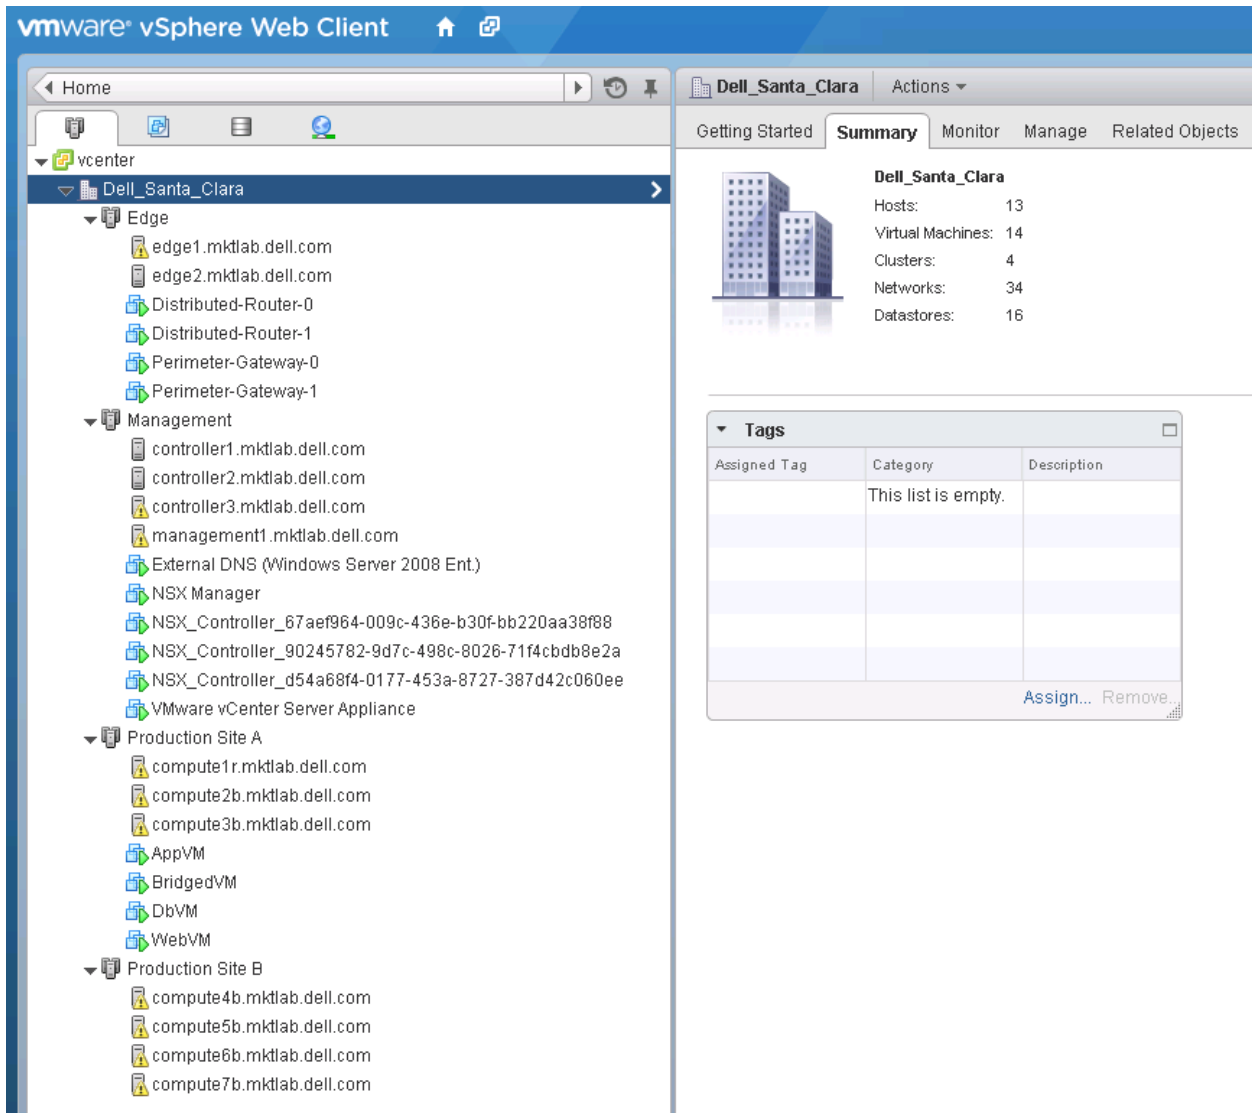 vmware® vSphere Web Client
Home
vcenter
Dell_Santa_Clara
Edge
edge1.mktlab.dell.com
edge2.mktlab.dell.com
Distributed-Router-0
Distributed-Router-1
Perimeter-Gateway-0
Perimeter-Gateway-1
Management
controller1.mktlab.dell.com
controller2.mktlab.dell.com
controller3.mktlab.dell.com
management1.mktlab.dell.com
External DNS (Windows Server 2008 Ent.)
NSX Manager
NSX_Controller_67aef964-009c-436e-b30f-bb220aa38f88
NSX_Controller_90245782-9d7c-498c-8026-71f4cbdb8e2a
NSX_Controller_d54a68f4-0177-453a-8727-387d42c060ee
VMware vCenter Server Appliance
Production Site A
compute1r.mktlab.dell.com
compute2b.mktlab.dell.com
compute3b.mktlab.dell.com
AppVM
BridgedVM
DbVM
WebVM
Production Site B
compute4b.mktlab.dell.com
compute5b.mktlab.dell.com
compute6b.mktlab.dell.com
compute7b.mktlab.dell.com
Dell_Santa_Clara Actions
Getting Started Summary Monitor Manage Related Objects
Dell_Santa_Clara
Hosts: 13
Virtual Machines: 14
Clusters: 4
Networks: 34
Datastores: 16
Tags
Assigned Tag Category Description
This list is empty.
Assign... Remove...